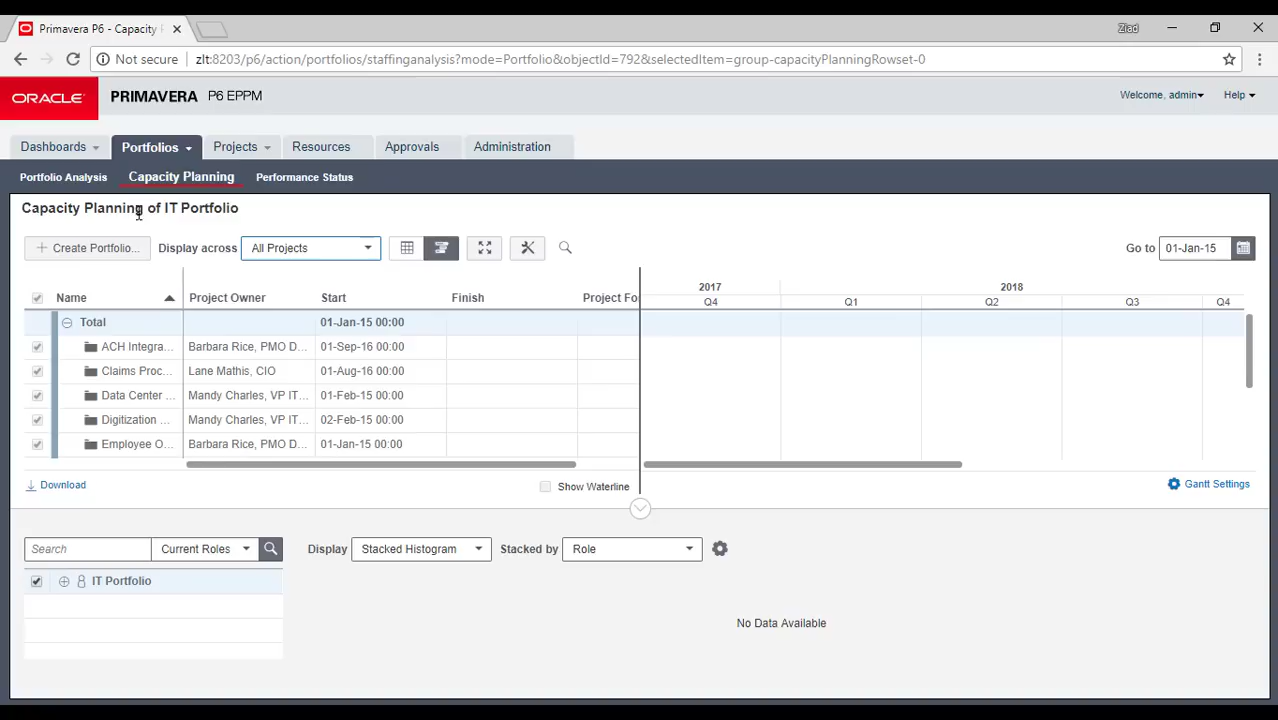 Primavera P6 - Capacity
Ziad
Not secure zlt:8203/p6/action/portfolios/staffinganalysis?mode=Portfolio&objectId=792&selectedItem=group-capacityPlanningRowset-0
ORACLE PRIMAVERA P6 EPPM Welcome, admin Help
Dashboards Portfolios Projects Resources Approvals Administration
Portfolio Analysis Capacity Planning Performance Status
Capacity Planning of IT Portfolio
+ Create Portfolio... Display across All Projects Go to 01-Jan-15
2017 2018
Name Project Owner Start Finish Project Fo
Q4 Q1 Q2 Q3 Q4
Total 01-Jan-15 00:00
ACH Integra... Barbara Rice, PMO D... 01-Sep-16 00:00
Claims Proc... Lane Mathis, CIO 01-Aug-16 00:00
Data Center ... Mandy Charles, VP IT... 01-Feb-15 00:00
Digitization ... Mandy Charles, VP IT... 02-Feb-15 00:00
Employee O... Barbara Rice, PMO D... 01-Jan-15 00:00
Download Show Waterline Gantt Settings
Search Current Roles Display Stacked Histogram Stacked by Role
IT Portfolio
No Data Available